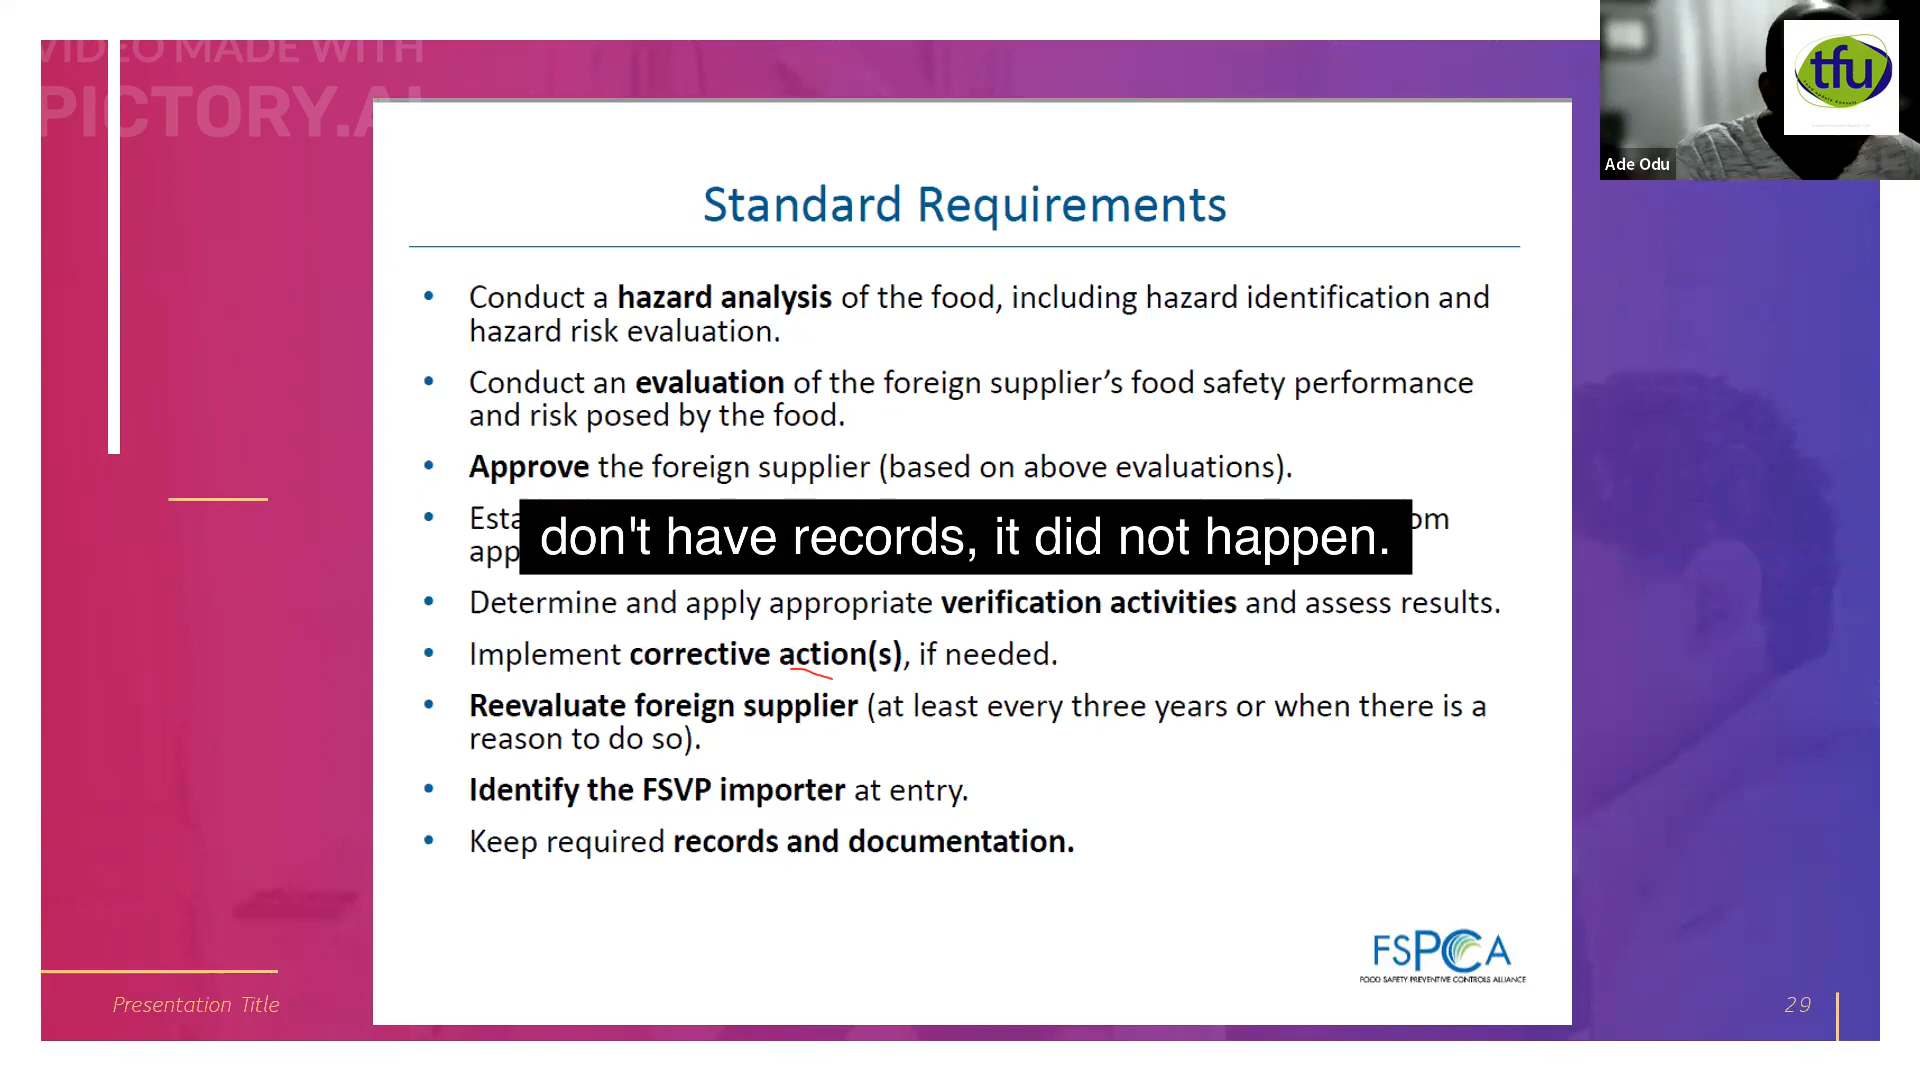 VIDEO MADE WITH
PICTORY.AI
tfu
Ade Odu
Standard Requirements
• Conduct a hazard analysis of the food, including hazard identification and
hazard risk evaluation.
• Conduct an evaluation of the foreign supplier’s food safety performance
and risk posed by the food.
• Approve the foreign supplier (based on above evaluations).
don't have records, it did not happen.
• Determine and apply appropriate verification activities and assess results.
• Implement corrective action(s), if needed.
• Reevaluate foreign supplier (at least every three years or when there is a
reason to do so).
• Identify the FSVP importer at entry.
• Keep required records and documentation.
FSPCA
FOOD SAFETY PREVENTIVE CONTROLS ALLIANCE
Presentation Title
29